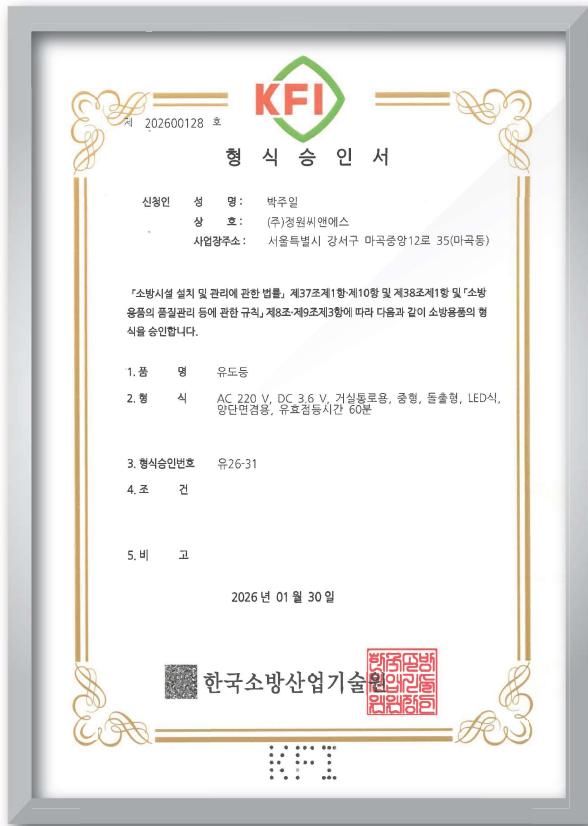 KFI
제 202600128 호
형 식 승 인 서
신청인 성 명 : 박주일
상 호 : (주)정원씨앤에스
사업장주소 : 서울특별시 강서구 마곡중앙12로 35(마곡동)
「소방시설 설치 및 관리에 관한 법률」 제37조제1항·제10항 및 제38조제1항 및 「소방
용품의 품질관리 등에 관한 규칙」 제8조·제9조제3항에 따라 다음과 같이 소방용품의 형
식을 승인합니다.
1. 품 명 유도등
2. 형 식 AC 220 V, DC 3.6 V, 거실통로용, 중형, 돌출형, LED식,
양단면겸용, 유효점등시간 60분
3. 형식승인번호 유26-31
4. 조 건
5. 비 고
2026 년 01 월 30 일
한국소방산업기술원
KFI